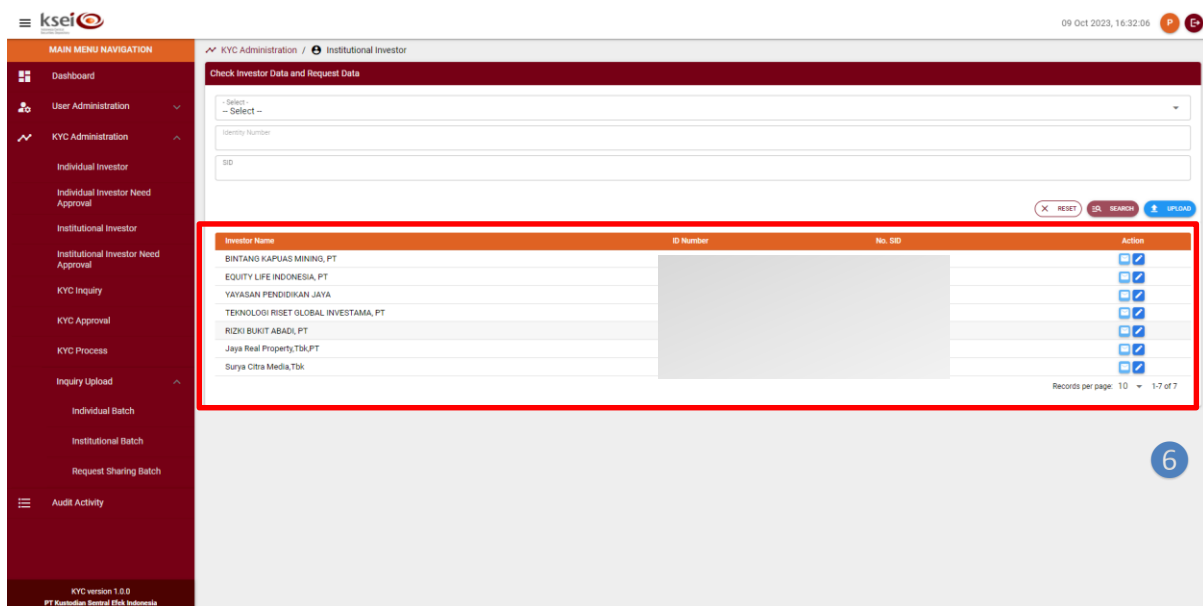 ksei
09 Oct 2023, 16:32:06 P
MAIN MENU NAVIGATION
KYC Administration / Institutional Investor
Dashboard
User Administration
KYC Administration
Individual Investor
Individual Investor Need
Approval
Institutional Investor
Institutional Investor Need
Approval
KYC Inquiry
KYC Approval
KYC Process
Inquiry Upload
Individual Batch
Institutional Batch
Request Sharing Batch
Audit Activity
KYC version 1.0.0
PT Kustodian Sentral Efek Indonesia
Check Investor Data and Request Data
- Select -
-- Select --
Identity Number
SID
RESET SEARCH UPLOAD
Investor Name ID Number No. SID Action
BINTANG KAPUAS MINING, PT
EQUITY LIFE INDONESIA, PT
YAYASAN PENDIDIKAN JAYA
TEKNOLOGI RISET GLOBAL INVESTAMA, PT
RIZKI BUKIT ABADI, PT
Jaya Real Property,Tbk,PT
Surya Citra Media,Tbk
Records per page: 10 1-7 of 7
6